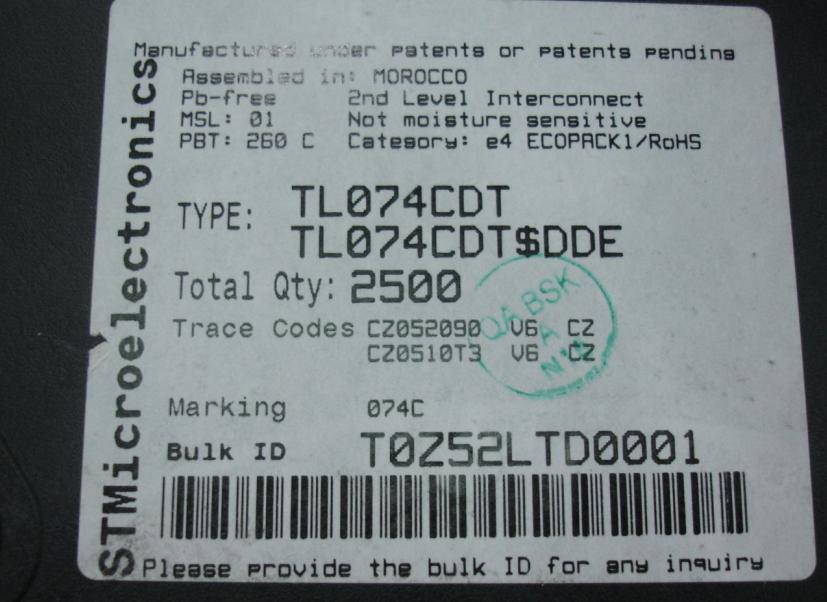 Manufactured under patents or patents pending
Assembled in: MOROCCO
Pb-free 2nd Level Interconnect
MSL: 01 Not moisture sensitive
PBT: 260 C Category: e4 ECOPACK1/RoHS
TYPE: TL074CDT
TL074CDT$DDE
Total Qty: 2500
Trace Codes CZ052090 V6 CZ
CZ0510T3 V6 CZ
QA BSK
A
Marking 074C
Bulk ID T0Z52LTD0001
Please provide the bulk ID for any inquiry
STMicroelectronics